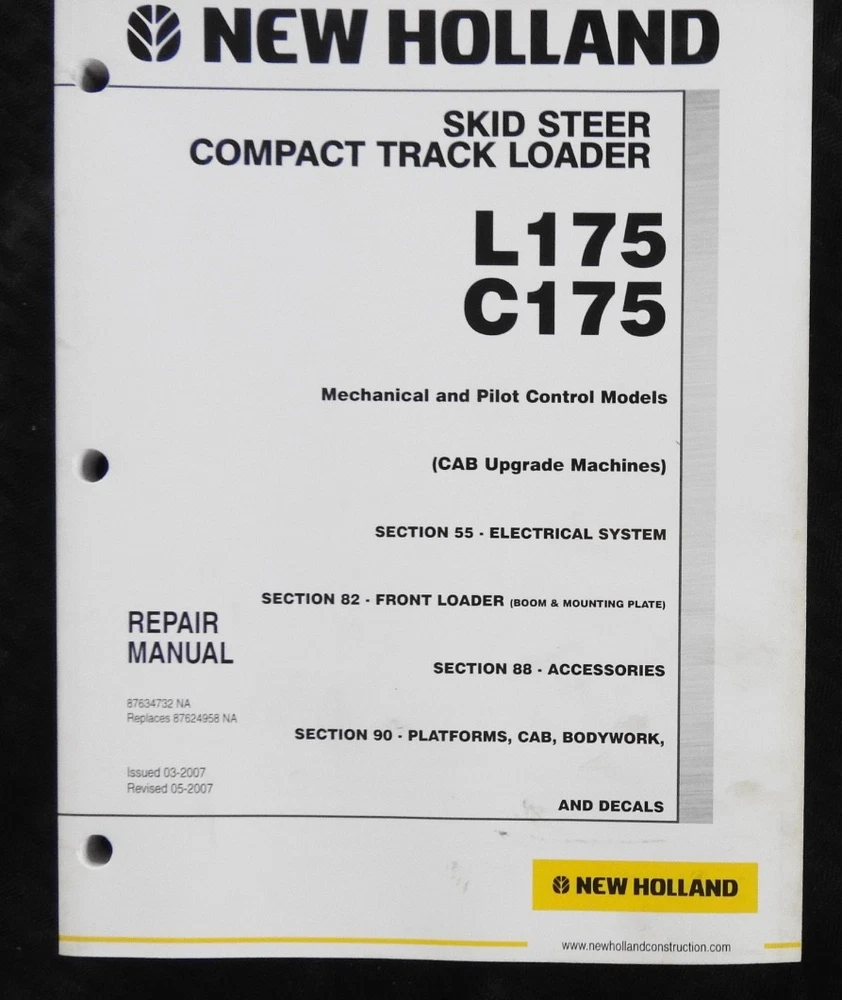 NEW HOLLAND
SKID STEER
COMPACT TRACK LOADER
L175
C175
Mechanical and Pilot Control Models
(CAB Upgrade Machines)
SECTION 55 - ELECTRICAL SYSTEM
SECTION 82 - FRONT LOADER (BOOM & MOUNTING PLATE)
REPAIR
MANUAL
SECTION 88 - ACCESSORIES
87634732 NA
Replaces 87624958 NA
SECTION 90 - PLATFORMS, CAB, BODYWORK,
Issued 03-2007
Revised 05-2007
AND DECALS
NEW HOLLAND
www.newhollandconstruction.com